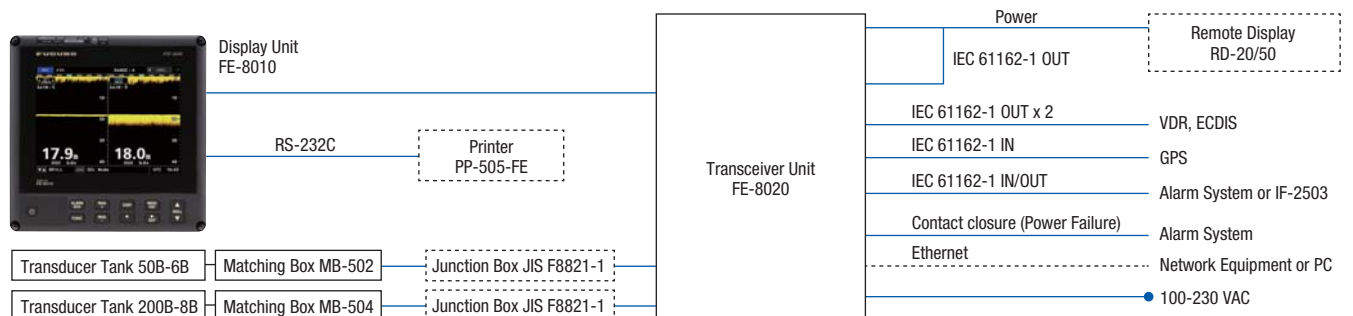 FURUNO
Display Unit
FE-8010
17.9m
18.0m
RS-232C
Printer
PP-505-FE
Transducer Tank 50B-6B
Matching Box MB-502
Junction Box JIS F8821-1
Transducer Tank 200B-8B
Matching Box MB-504
Junction Box JIS F8821-1
Transceiver Unit
FE-8020
Power
IEC 61162-1 OUT
Remote Display
RD-20/50
IEC 61162-1 OUT x 2
VDR, ECDIS
IEC 61162-1 IN
GPS
IEC 61162-1 IN/OUT
Alarm System or IF-2503
Contact closure (Power Failure)
Alarm System
Ethernet
Network Equipment or PC
100-230 VAC